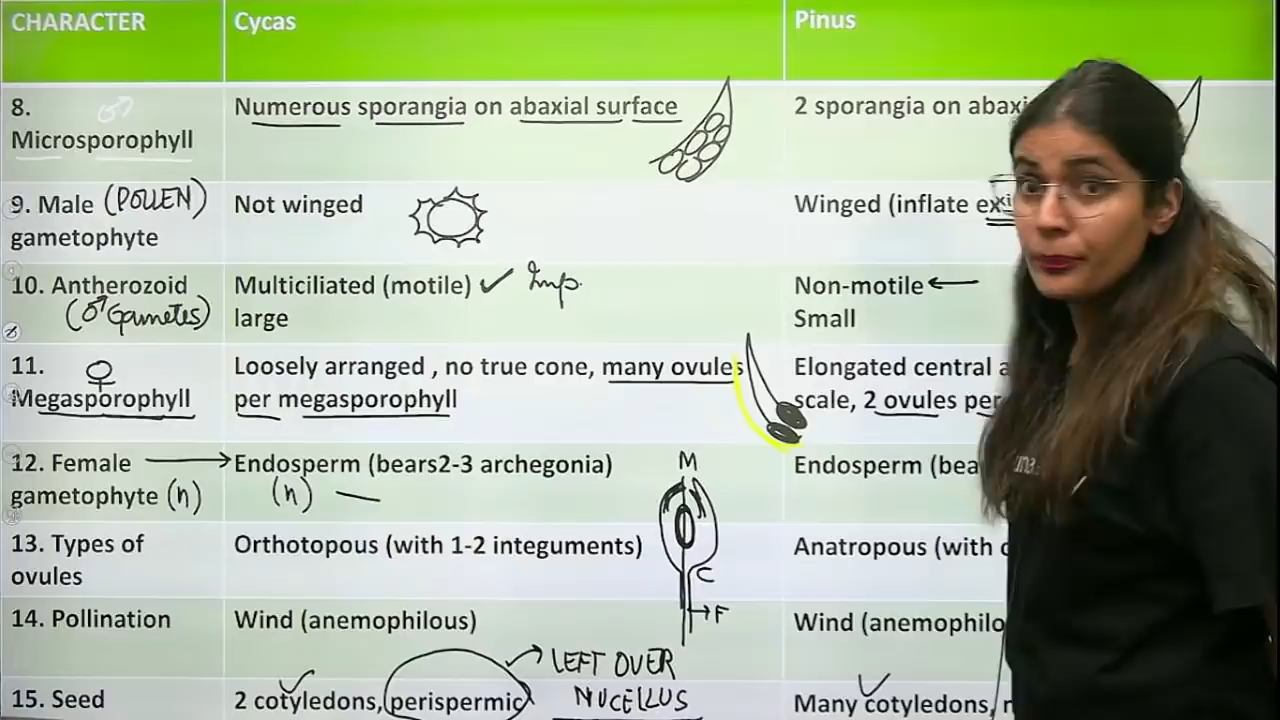 CHARACTER Cycas Pinus
8. ♂
Microsporophyll
Numerous sporangia on abaxial surface
2 sporangia on
9. Male (POLLEN)
gametophyte
Not winged
Winged (inflate
10. Antherozoid
(♂ Gametes)
Multiciliated (motile) ✓ Imp.
large
Non-motile ←
Small
11. ♀
Megasporophyll
Loosely arranged , no true cone, many ovules
per megasporophyll
Elongated central
scale, 2 ovules per
12. Female
gametophyte (n)
Endosperm (bears2-3 archegonia)
(n)
M
Endosperm
13. Types of
ovules
Orthotopous (with 1-2 integuments)
C
F
Anatropous (with
14. Pollination
Wind (anemophilous)
Wind
LEFT OVER
NUCELLUS
15. Seed
2 cotyledons, perispermic
Many cotyledons,